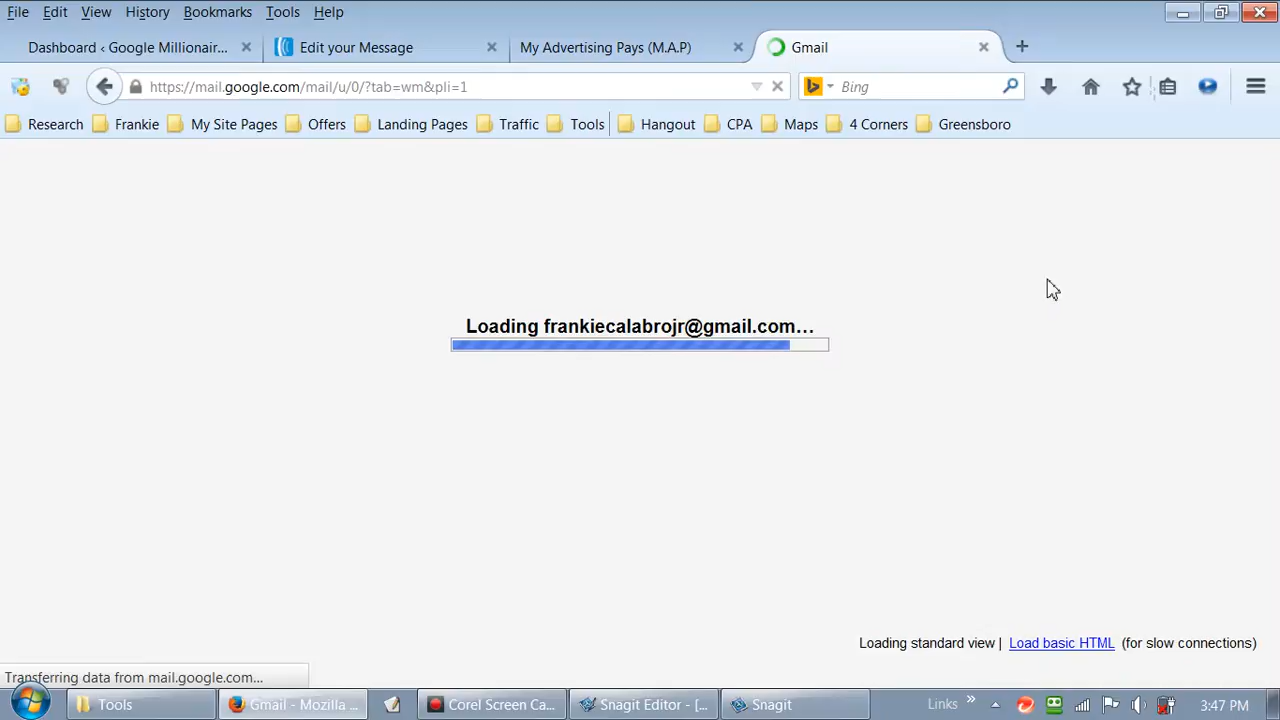 File Edit View History Bookmarks Tools Help
Dashboard ‹ Google Millionair... Edit your Message My Advertising Pays (M.A.P) Gmail
https://mail.google.com/mail/u/0/?tab=wm&pli=1 Bing
Research Frankie My Site Pages Offers Landing Pages Traffic Tools Hangout CPA Maps 4 Corners Greensboro
Loading frankiecalabrojr@gmail.com...
Loading standard view | Load basic HTML (for slow connections)
Transferring data from mail.google.com...
Tools Gmail - Mozilla ... Corel Screen Ca... Snagit Editor - [... Snagit Links » 3:47 PM